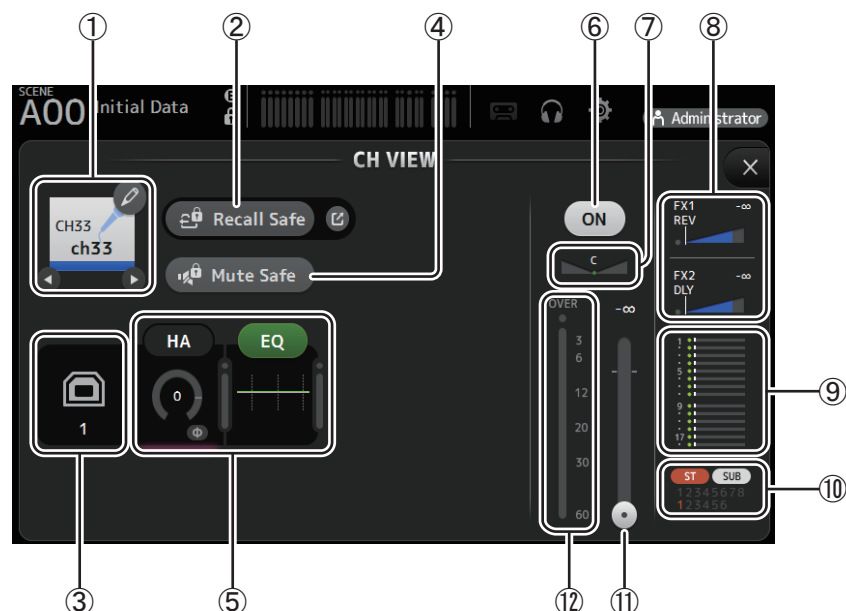 ① ② ④ ⑥ ⑦ ⑧
SCENE
A00 Initial Data
Administrator
CH VIEW
CH33
ch33
Recall Safe
Mute Safe
ON
C
FX1 -∞
REV
FX2 -∞
DLY
HA EQ
0
Φ
1
OVER -∞
3
6
12
20
30
60
1
5
9
17
ST SUB
12345678
123456
⑨
⑩
③ ⑤ ⑫ ⑪